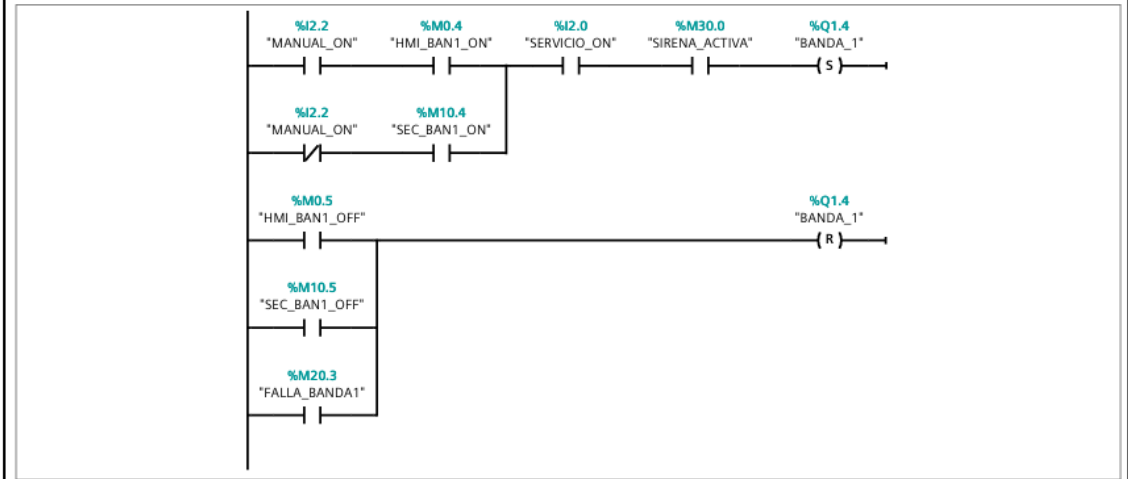 %I2.2 %M0.4 %I2.0 %M30.0 %Q1.4
"MANUAL_ON" "HMI_BAN1_ON" "SERVICIO_ON" "SIRENA_ACTIVA" "BANDA_1"
S
%I2.2 %M10.4
"MANUAL_ON" "SEC_BAN1_ON"
%M0.5 %Q1.4
"HMI_BAN1_OFF" "BANDA_1"
R
%M10.5
"SEC_BAN1_OFF"
%M20.3
"FALLA_BANDA1"